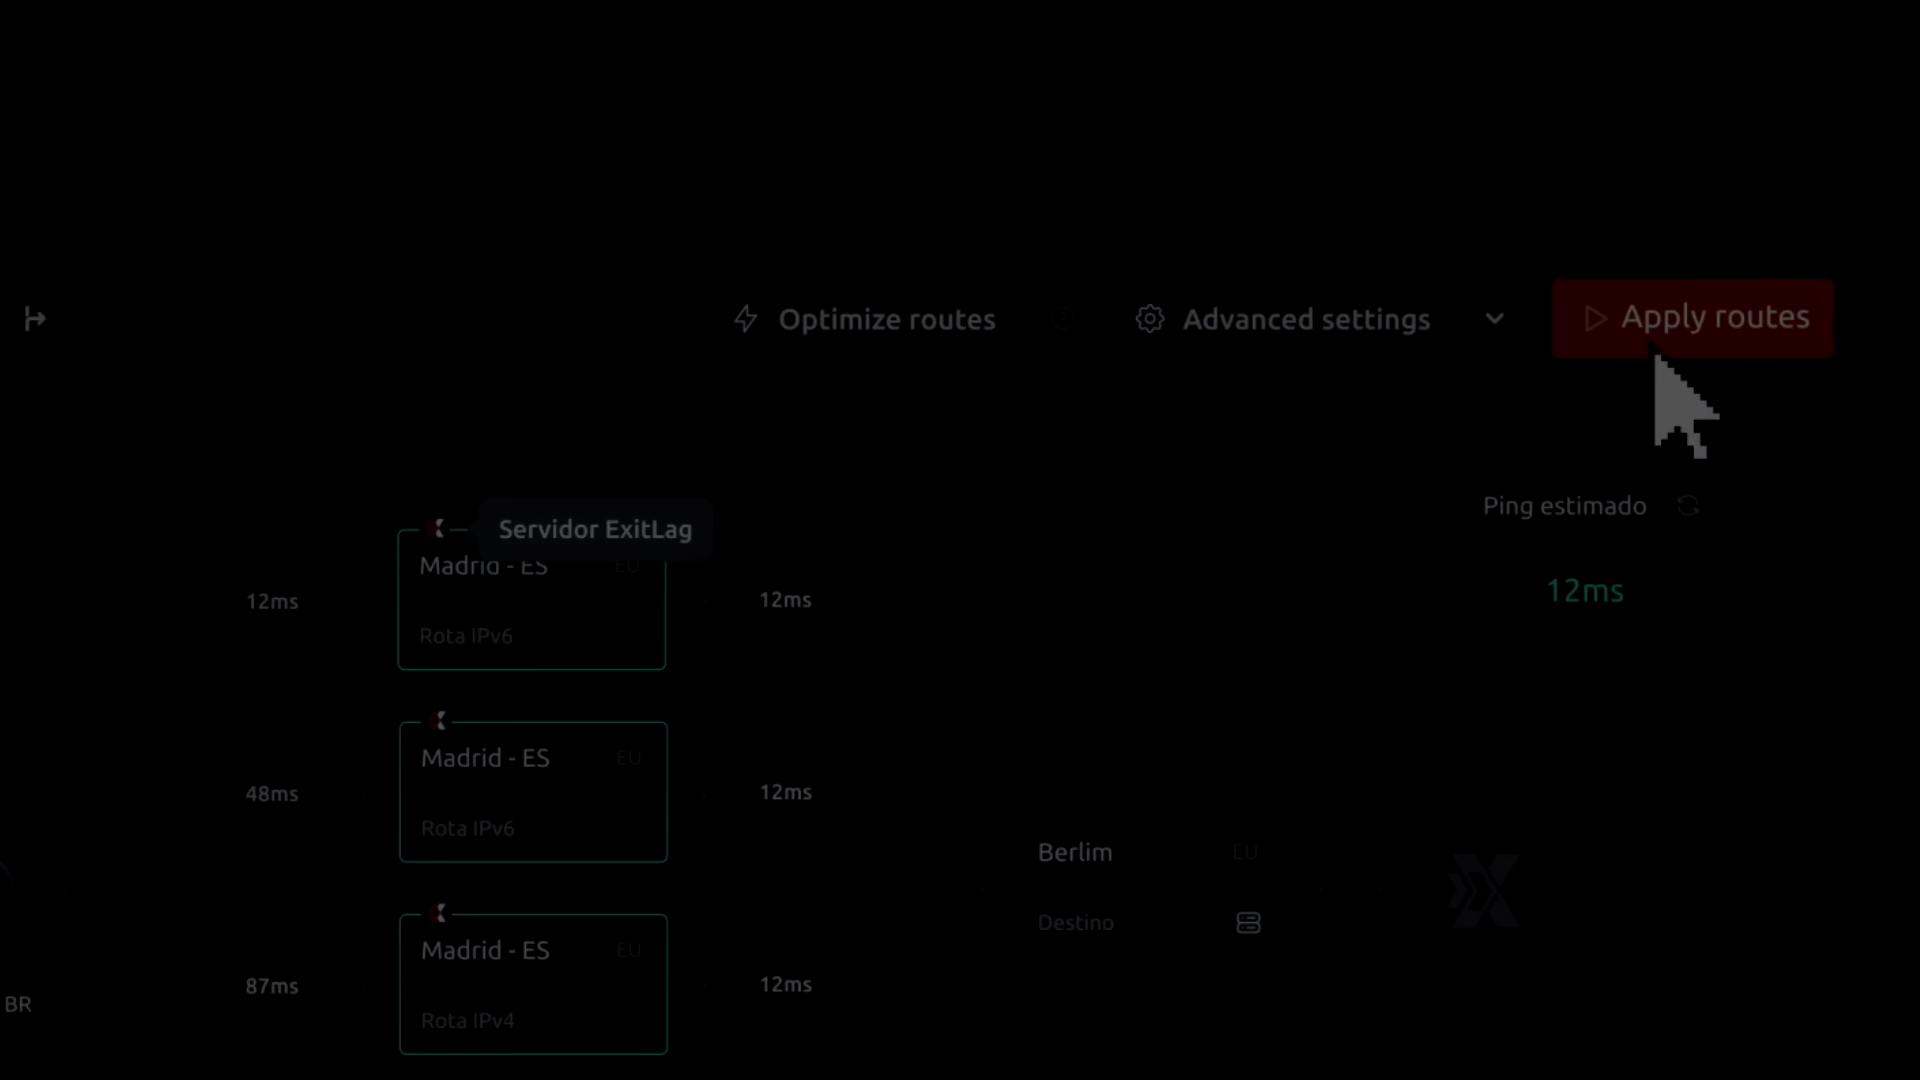 Optimize routes
Advanced settings
Apply routes
Ping estimado
12ms
Servidor ExitLag
Madrid - ES EU
12ms
12ms
Rota IPv6
Madrid - ES EU
48ms
12ms
Rota IPv6
Berlim EU
Destino
Madrid - ES EU
87ms
12ms
BR
Rota IPv4